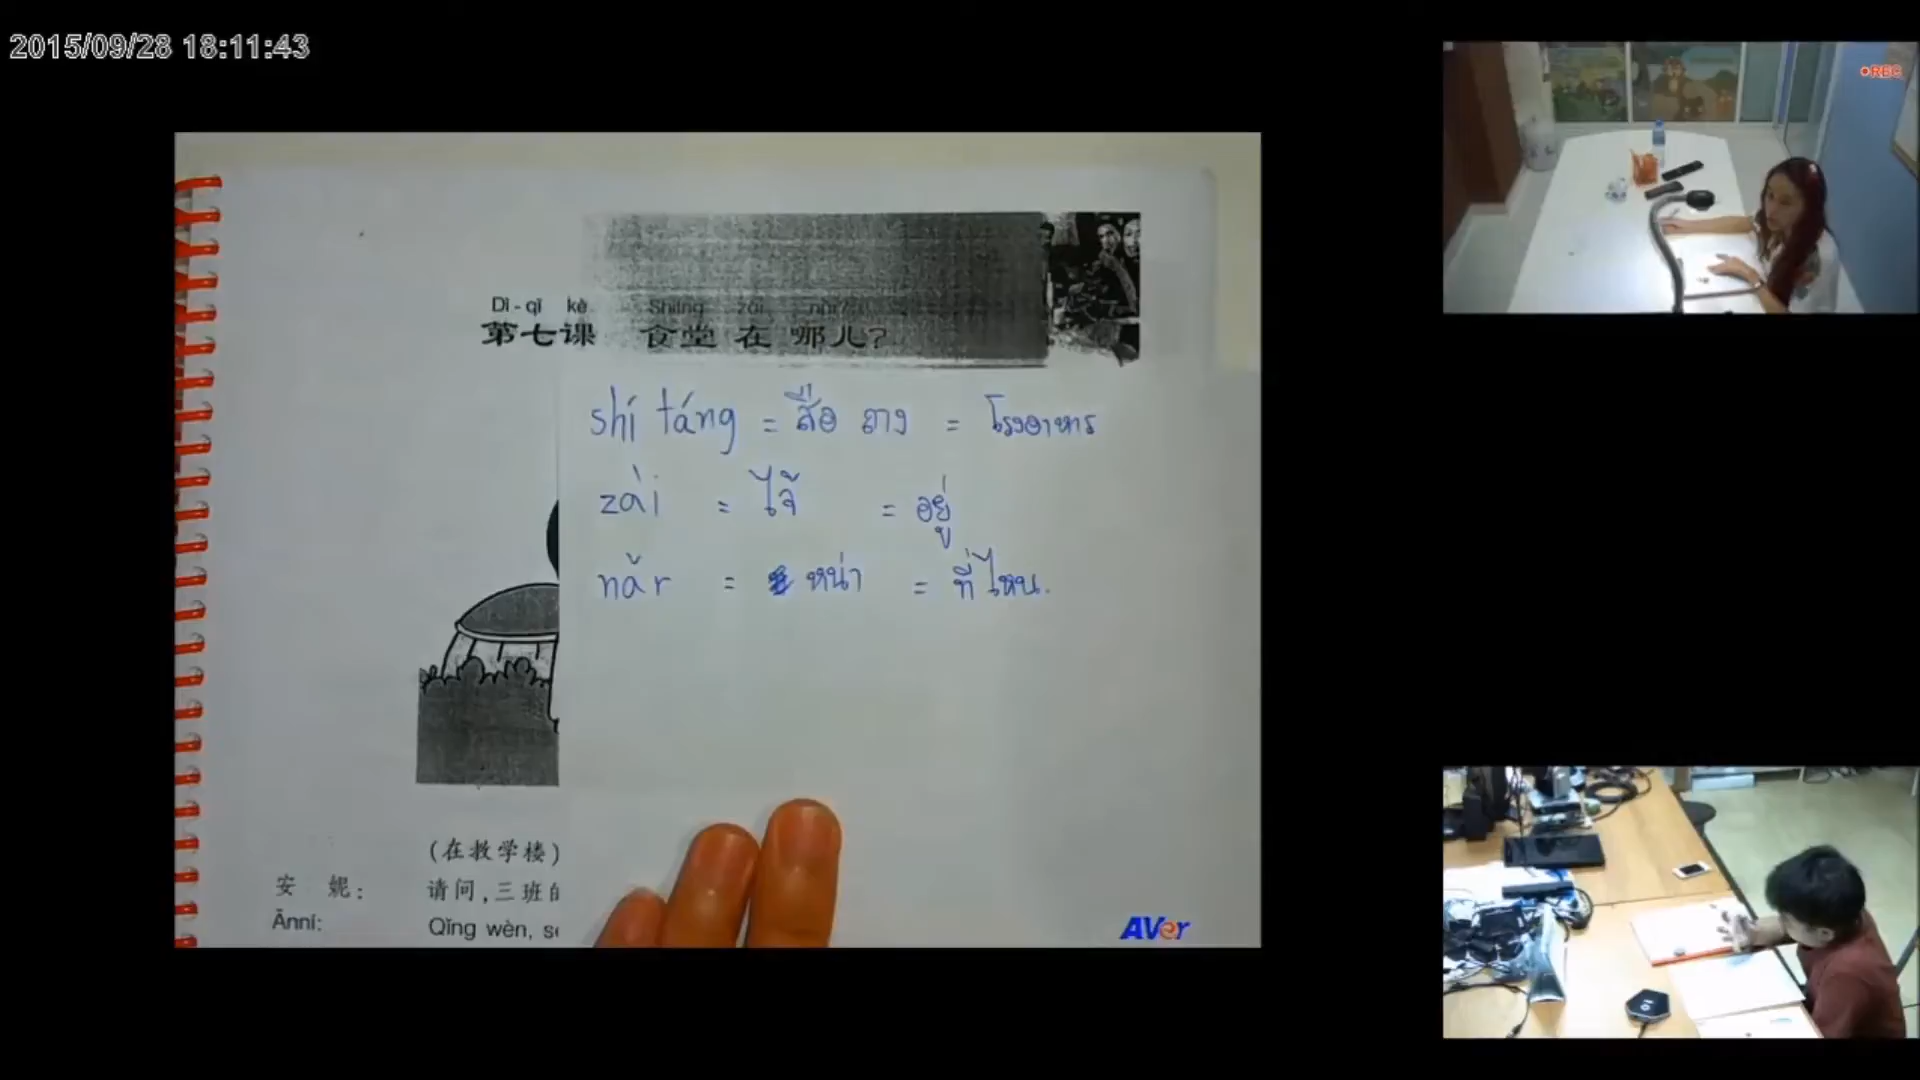 2015/09/28 18:11:43
REC
Dì-qī kè
第七课 食堂 在 哪儿?
shí táng = สื๋อ ถาง = โรงอาหาร
zài = ไจ้ = อยู่
nǎr = หน่า = ที่ไหน.
(在教学楼)
安 妮: 请问,三班
Ānní: Qǐng wèn, s
AVer